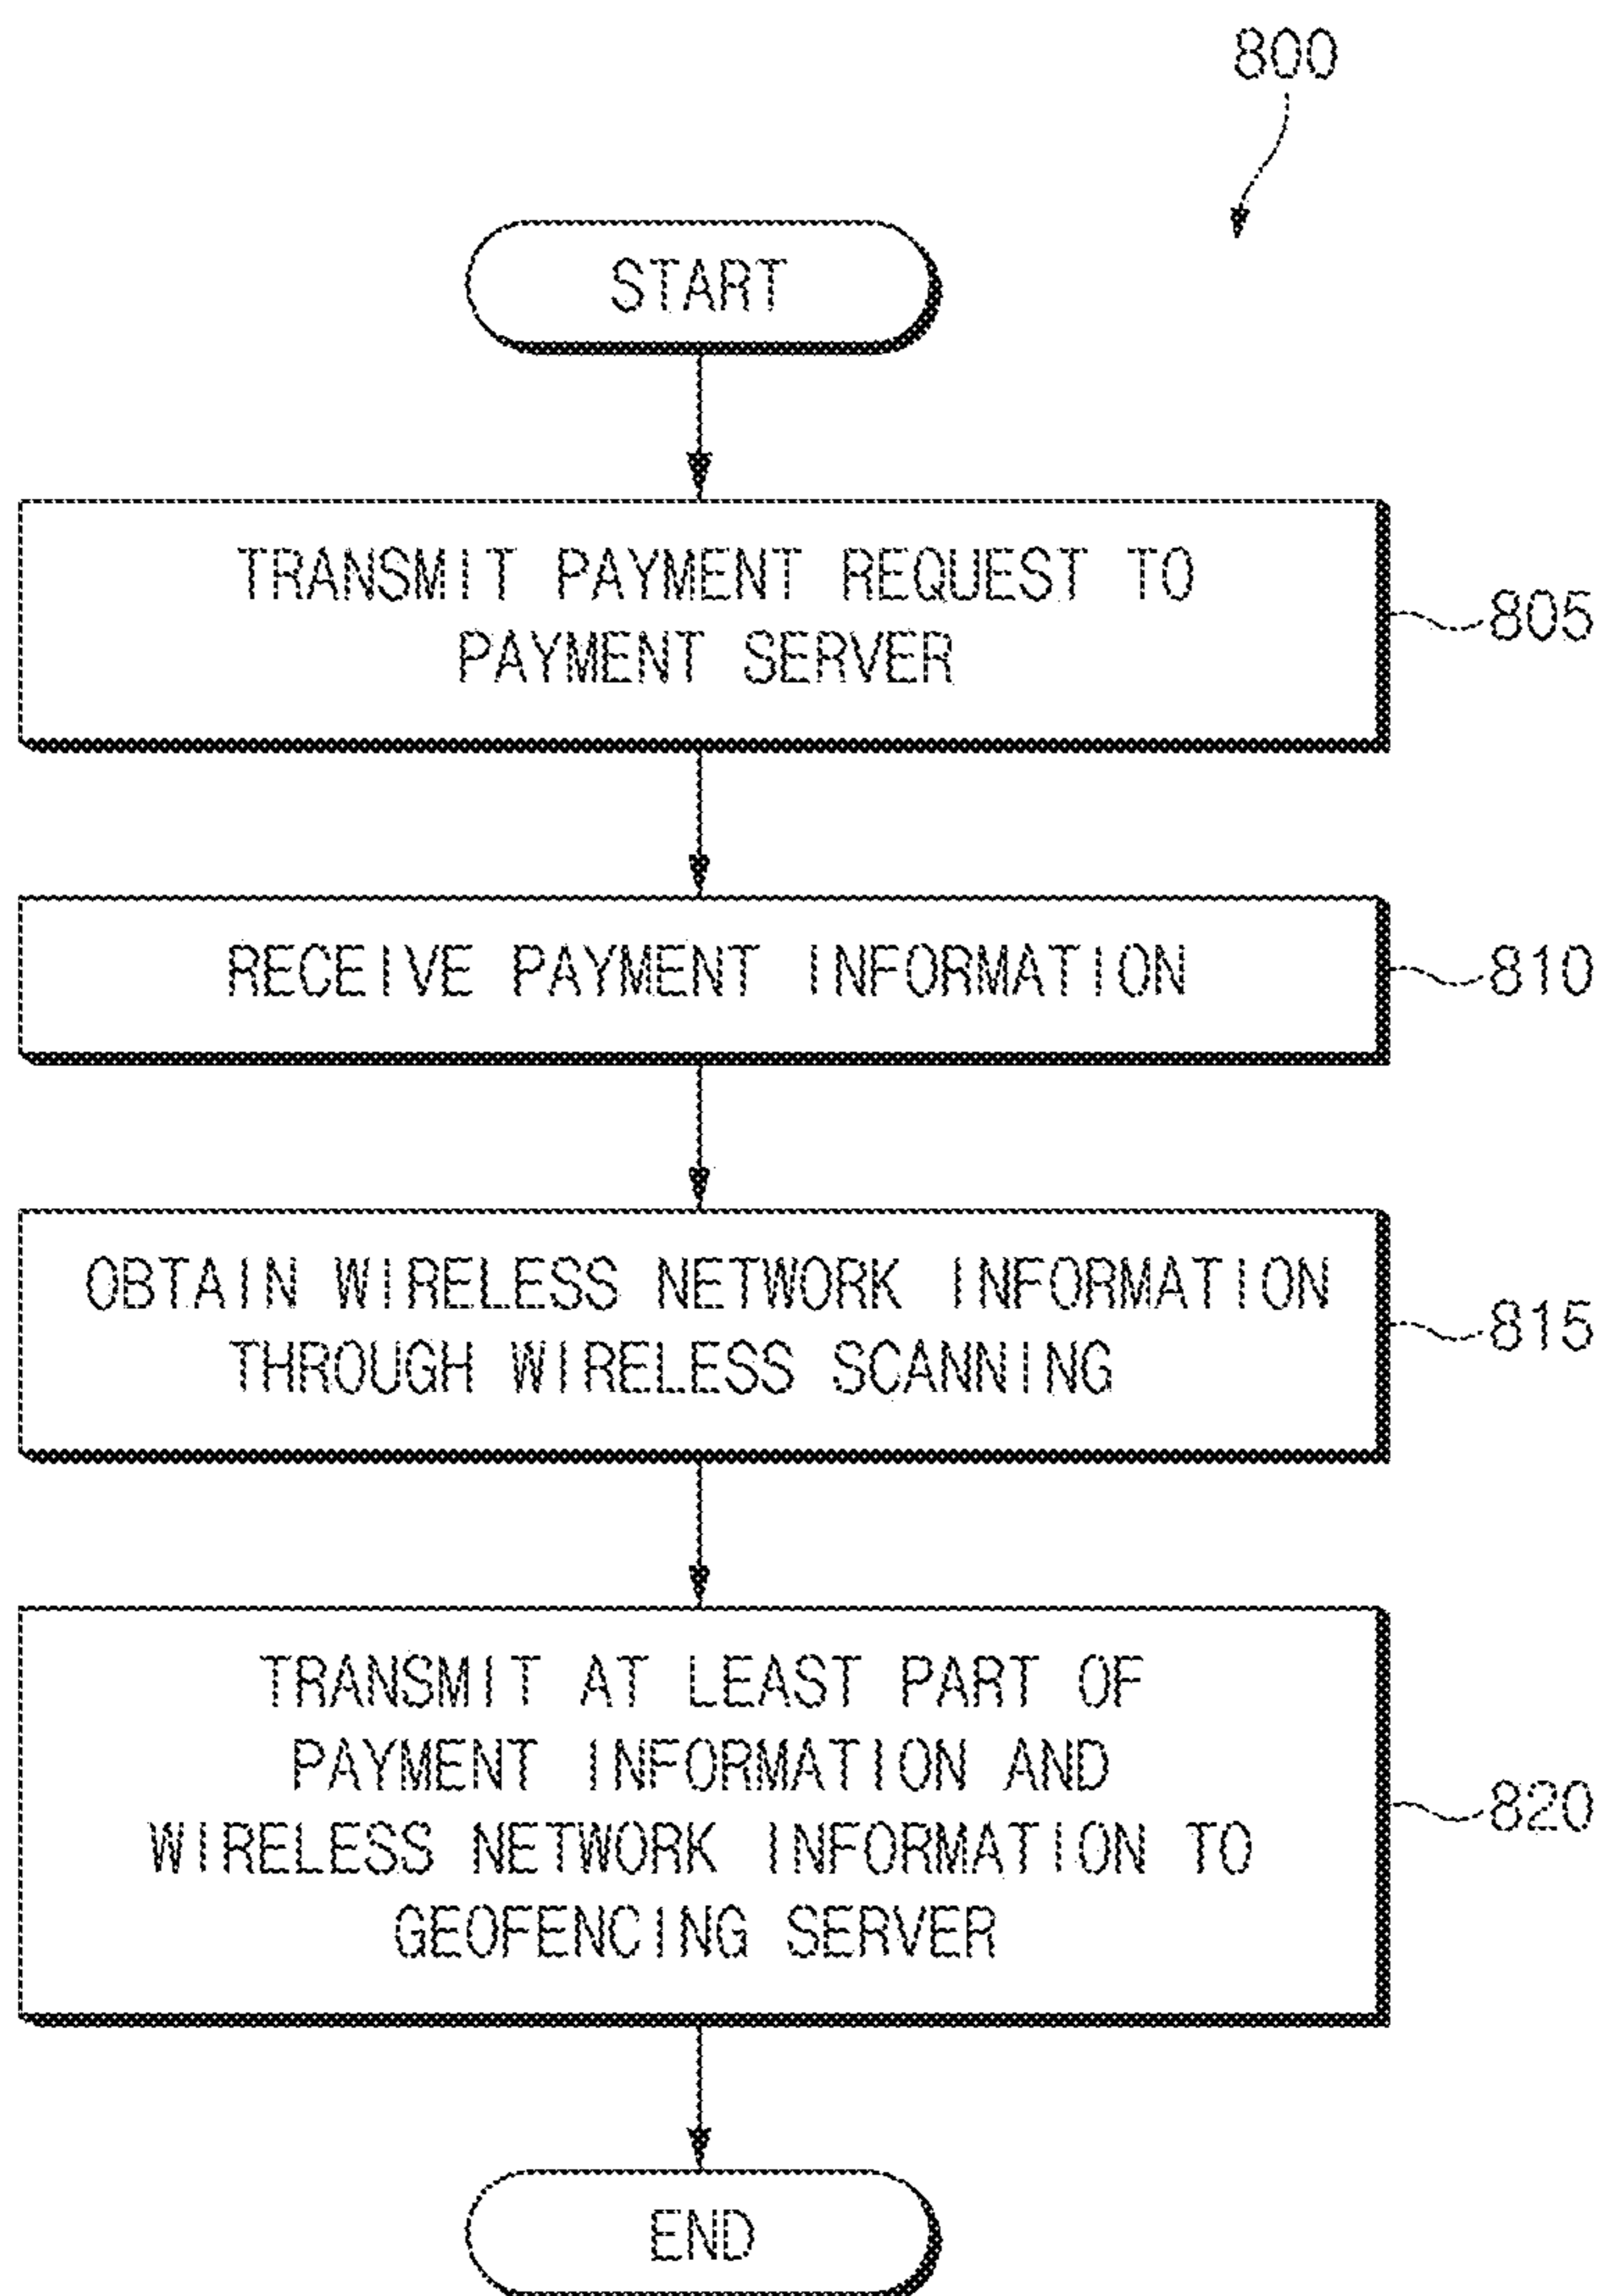 800
START
TRANSMIT PAYMENT REQUEST TO
PAYMENT SERVER
805
RECEIVE PAYMENT INFORMATION
810
OBTAIN WIRELESS NETWORK INFORMATION
THROUGH WIRELESS SCANNING
815
TRANSMIT AT LEAST PART OF
PAYMENT INFORMATION AND
WIRELESS NETWORK INFORMATION TO
GEOFENCING SERVER
820
END